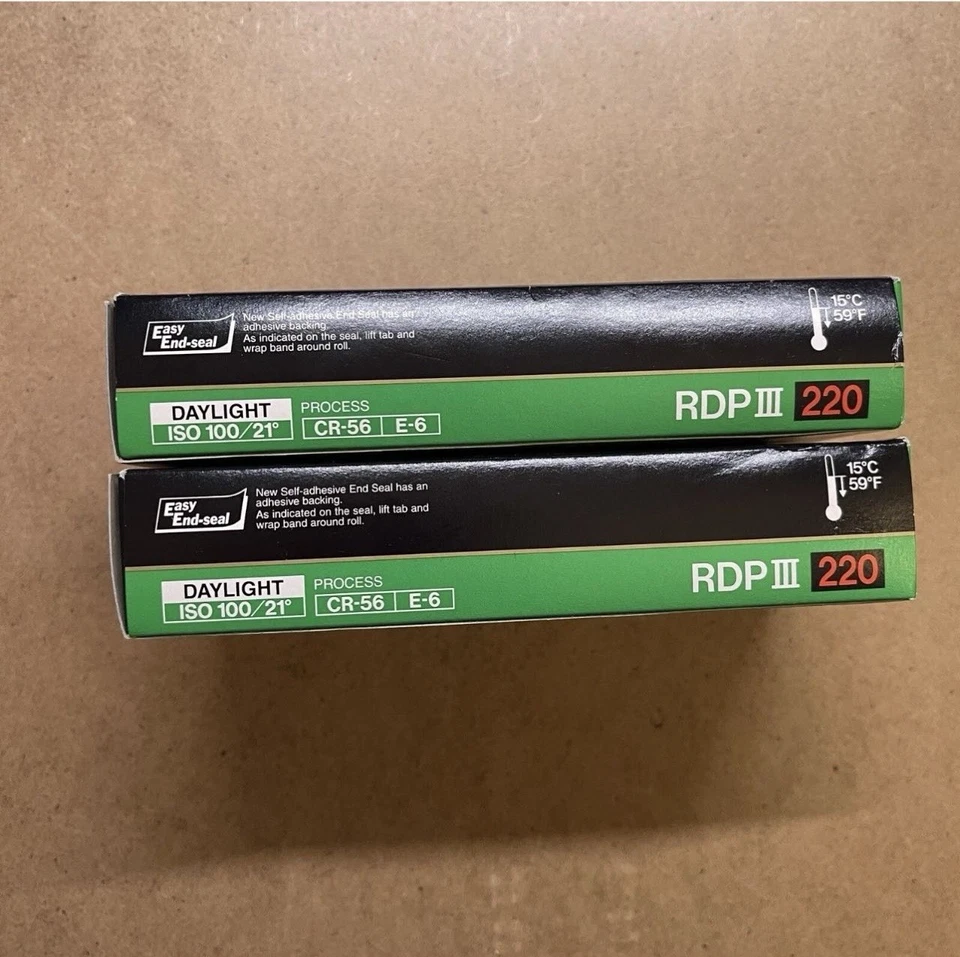 Easy
End-seal
New Self-adhesive End Seal has an
adhesive backing.
As indicated on the seal, lift tab and
wrap band around roll.
15°C
59°F
DAYLIGHT
ISO 100/21°
PROCESS
CR-56 E-6
RDP III 220
Easy
End-seal
New Self-adhesive End Seal has an
adhesive backing.
As indicated on the seal, lift tab and
wrap band around roll.
15°C
59°F
DAYLIGHT
ISO 100/21°
PROCESS
CR-56 E-6
RDP III 220